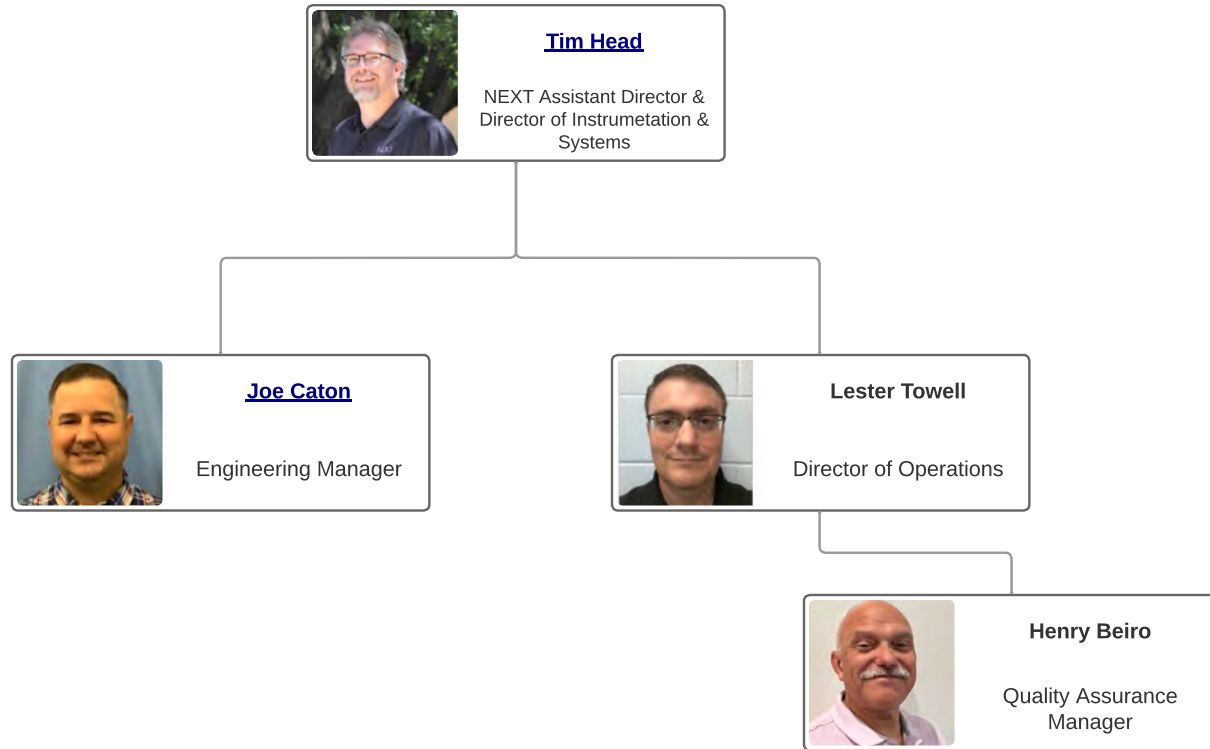 Tim Head
NEXT Assistant Director &
Director of Instrumetation &
Systems
Joe Caton
Engineering Manager
Lester Towell
Director of Operations
Henry Beiro
Quality Assurance
Manager